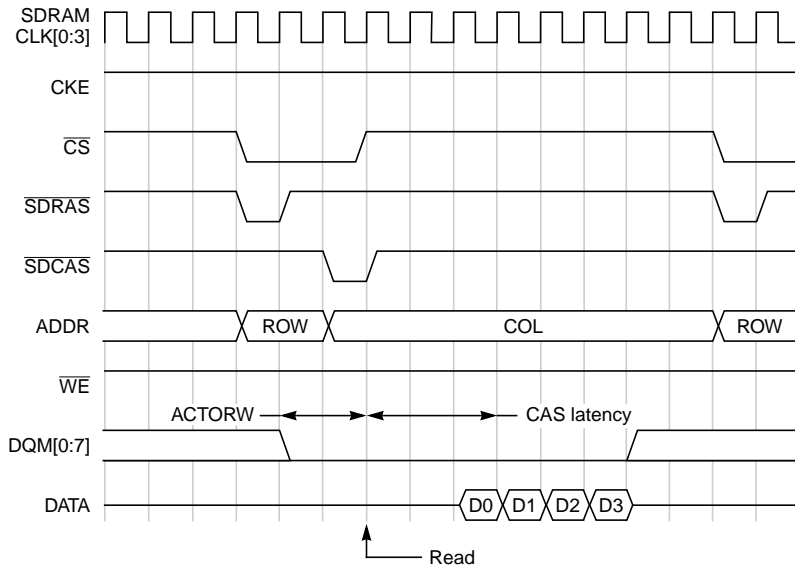 SDRAM
CLK[0:3]
CKE
CS
SDRAS
SDCAS
ADDR ROW COL ROW
WE
ACTORW CAS latency
DQM[0:7]
DATA D0 D1 D2 D3
Read